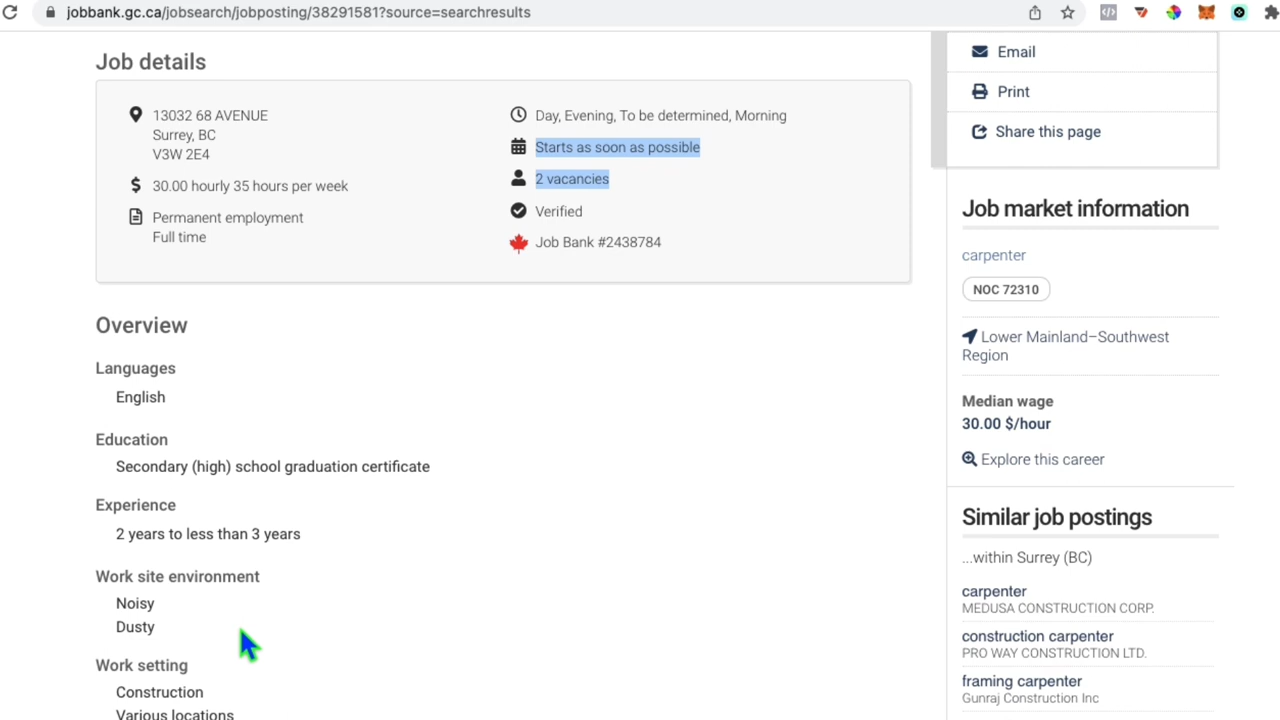 jobbank.gc.ca/jobsearch/jobposting/38291581?source=searchresults
Job details
13032 68 AVENUE
Surrey, BC
V3W 2E4
30.00 hourly 35 hours per week
Permanent employment
Full time
Day, Evening, To be determined, Morning
Starts as soon as possible
2 vacancies
Verified
Job Bank #2438784
Overview
Languages
English
Education
Secondary (high) school graduation certificate
Experience
2 years to less than 3 years
Work site environment
Noisy
Dusty
Work setting
Construction
Various locations
Email
Print
Share this page
Job market information
carpenter
NOC 72310
Lower Mainland–Southwest
Region
Median wage
30.00 $/hour
Explore this career
Similar job postings
...within Surrey (BC)
carpenter
MEDUSA CONSTRUCTION CORP.
construction carpenter
PRO WAY CONSTRUCTION LTD.
framing carpenter
Gunraj Construction Inc